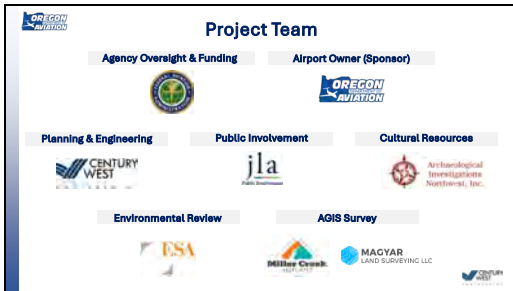 OREGON
AVIATION
Project Team
Agency Oversight & Funding
Airport Owner (Sponsor)
OREGON
AVIATION
Planning & Engineering
Public Involvement
Cultural Resources
CENTURY
WEST
jla
Public Involvement
Archaeological
Investigations
Northwest, Inc.
Environmental Review
AGIS Survey
ESA
Miller Creek
MAGYAR
LAND SURVEYING LLC
CENTURY
WEST